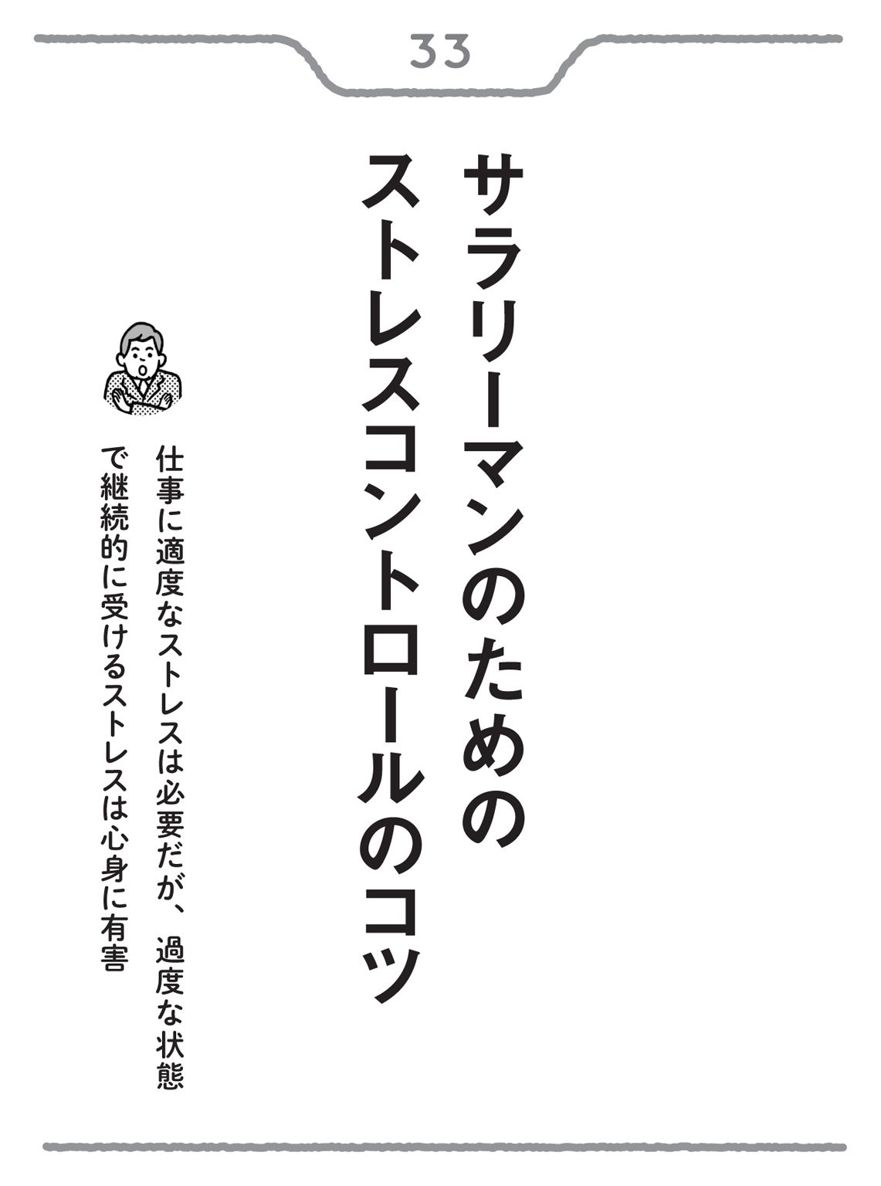 33
サラリーマンのための
ストレスコントロールのコツ
仕事に適度なストレスは必要だが、過度な状態
で継続的に受けるストレスは心身に有害